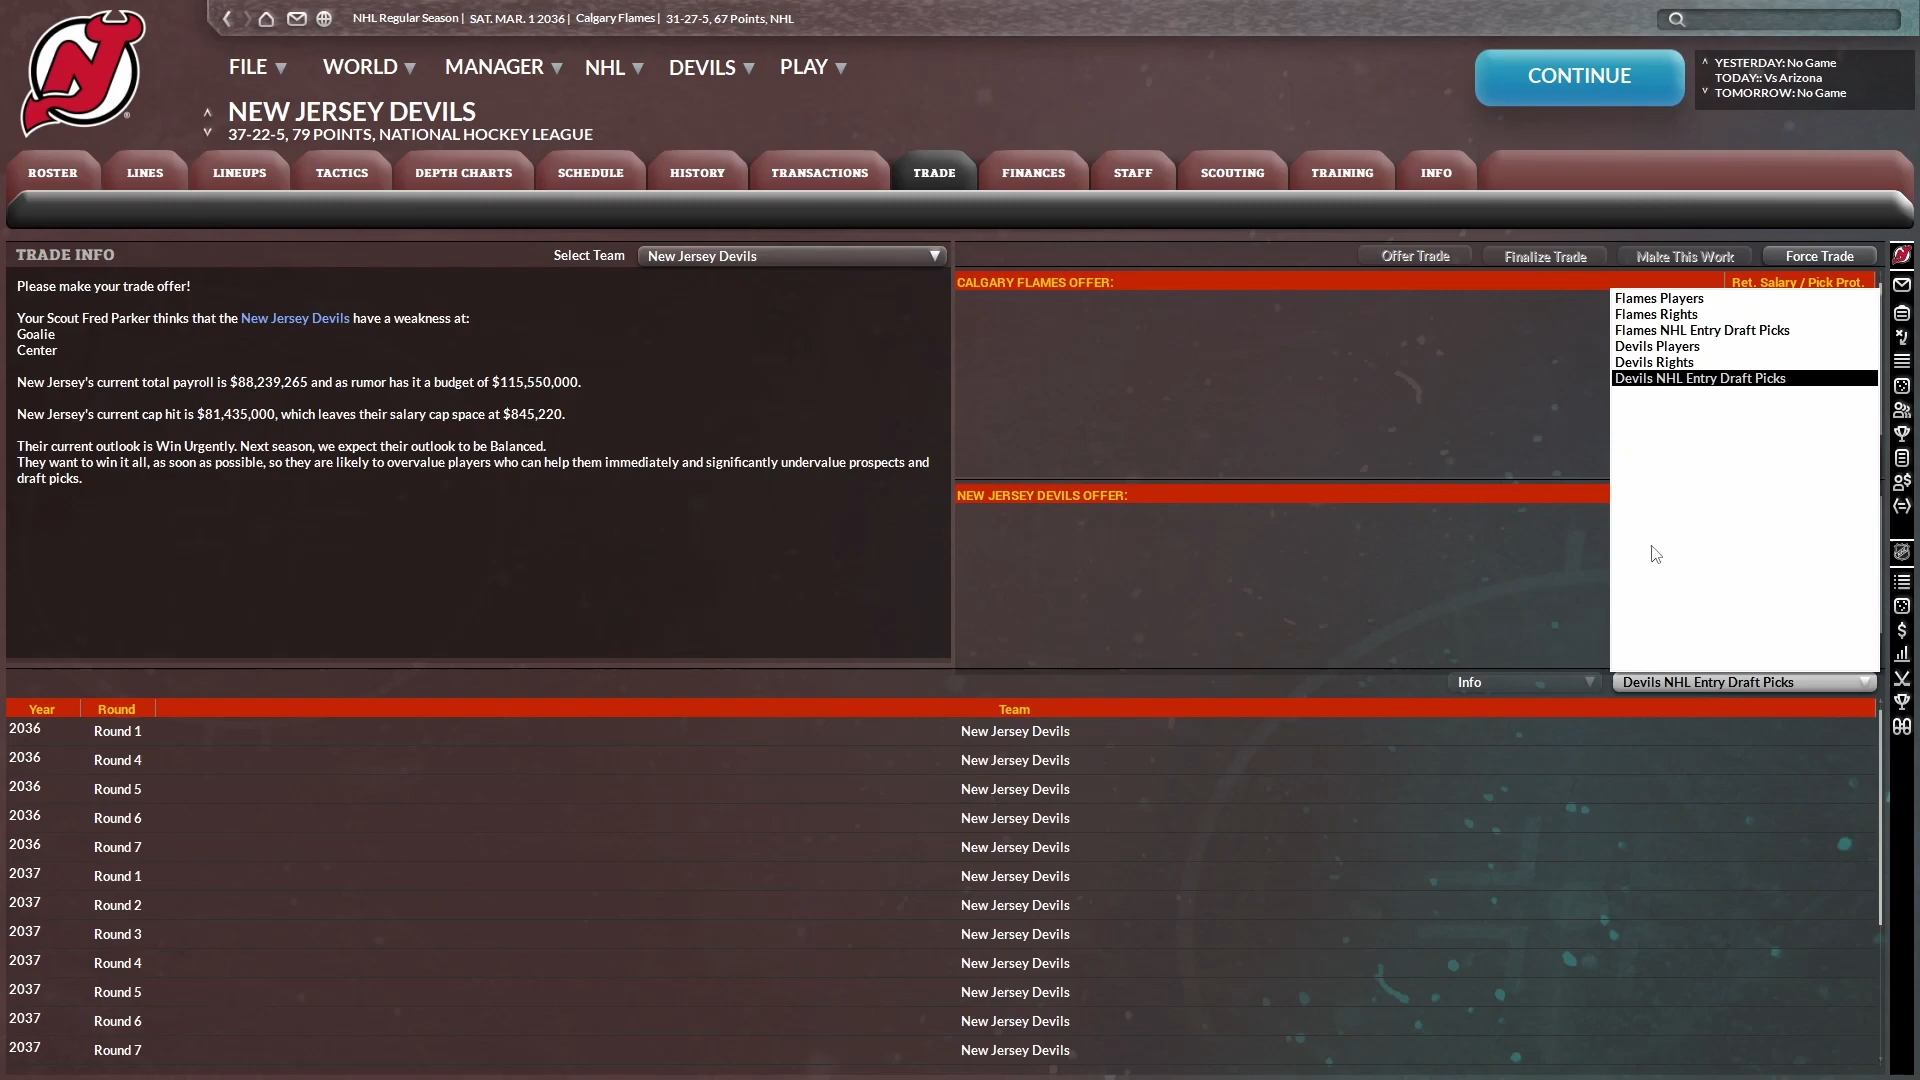 NHL Regular Season | SAT. MAR. 1 2036 | Calgary Flames | 31-27-5, 67 Points, NHL
FILE WORLD MANAGER NHL DEVILS PLAY
CONTINUE
YESTERDAY: No Game
TODAY:: Vs Arizona
TOMORROW: No Game
NEW JERSEY DEVILS
37-22-5, 79 POINTS, NATIONAL HOCKEY LEAGUE
ROSTER LINES LINEUPS TACTICS DEPTH CHARTS SCHEDULE HISTORY TRANSACTIONS TRADE FINANCES STAFF SCOUTING TRAINING INFO
TRADE INFO
Select Team New Jersey Devils
Please make your trade offer!
Your Scout Fred Parker thinks that the New Jersey Devils have a weakness at:
Goalie
Center
New Jersey's current total payroll is $88,239,265 and as rumor has it a budget of $115,550,000.
New Jersey's current cap hit is $81,435,000, which leaves their salary cap space at $845,220.
Their current outlook is Win Urgently. Next season, we expect their outlook to be Balanced.
They want to win it all, as soon as possible, so they are likely to overvalue players who can help them immediately and significantly undervalue prospects and
draft picks.
Offer Trade Finalize Trade Make This Work Force Trade
CALGARY FLAMES OFFER: Ret. Salary / Pick Prot.
Flames Players
Flames Rights
Flames NHL Entry Draft Picks
Devils Players
Devils Rights
Devils NHL Entry Draft Picks
NEW JERSEY DEVILS OFFER:
Info Devils NHL Entry Draft Picks
Year Round Team
2036 Round 1 New Jersey Devils
2036 Round 4 New Jersey Devils
2036 Round 5 New Jersey Devils
2036 Round 6 New Jersey Devils
2036 Round 7 New Jersey Devils
2037 Round 1 New Jersey Devils
2037 Round 2 New Jersey Devils
2037 Round 3 New Jersey Devils
2037 Round 4 New Jersey Devils
2037 Round 5 New Jersey Devils
2037 Round 6 New Jersey Devils
2037 Round 7 New Jersey Devils